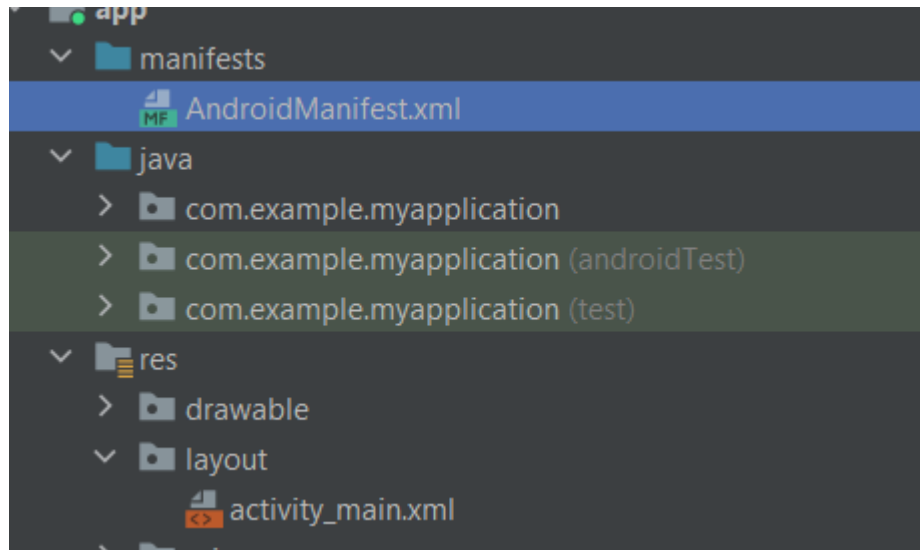 app
manifests
MF AndroidManifest.xml
java
com.example.myapplication
com.example.myapplication (androidTest)
com.example.myapplication (test)
res
drawable
layout
<> activity_main.xml